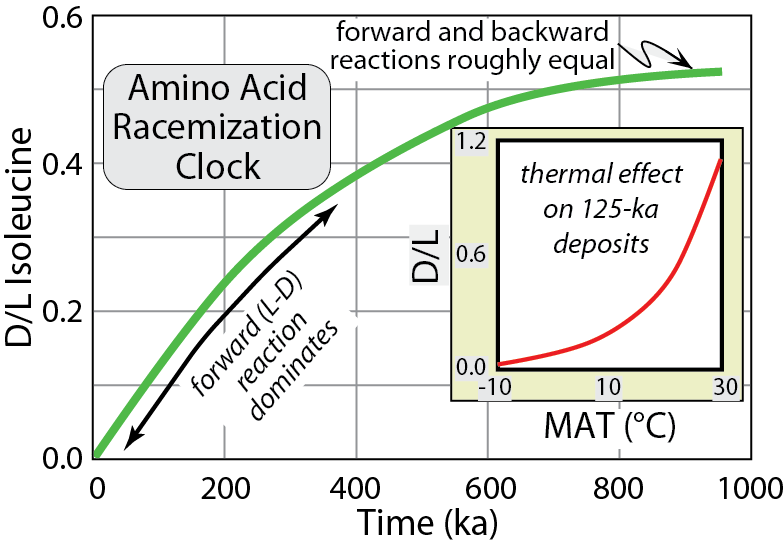 0.6
forward and backward
reactions roughly equal
Amino Acid
Racemization
Clock
D/L Isoleucine
0.4
0.2
0.0
forward (L-D)
reaction
dominates
1.2
thermal effect
on 125-ka
deposits
D/L
0.6
0.0
-10 10 30
MAT (°C)
0 200 400 600 800 1000
Time (ka)